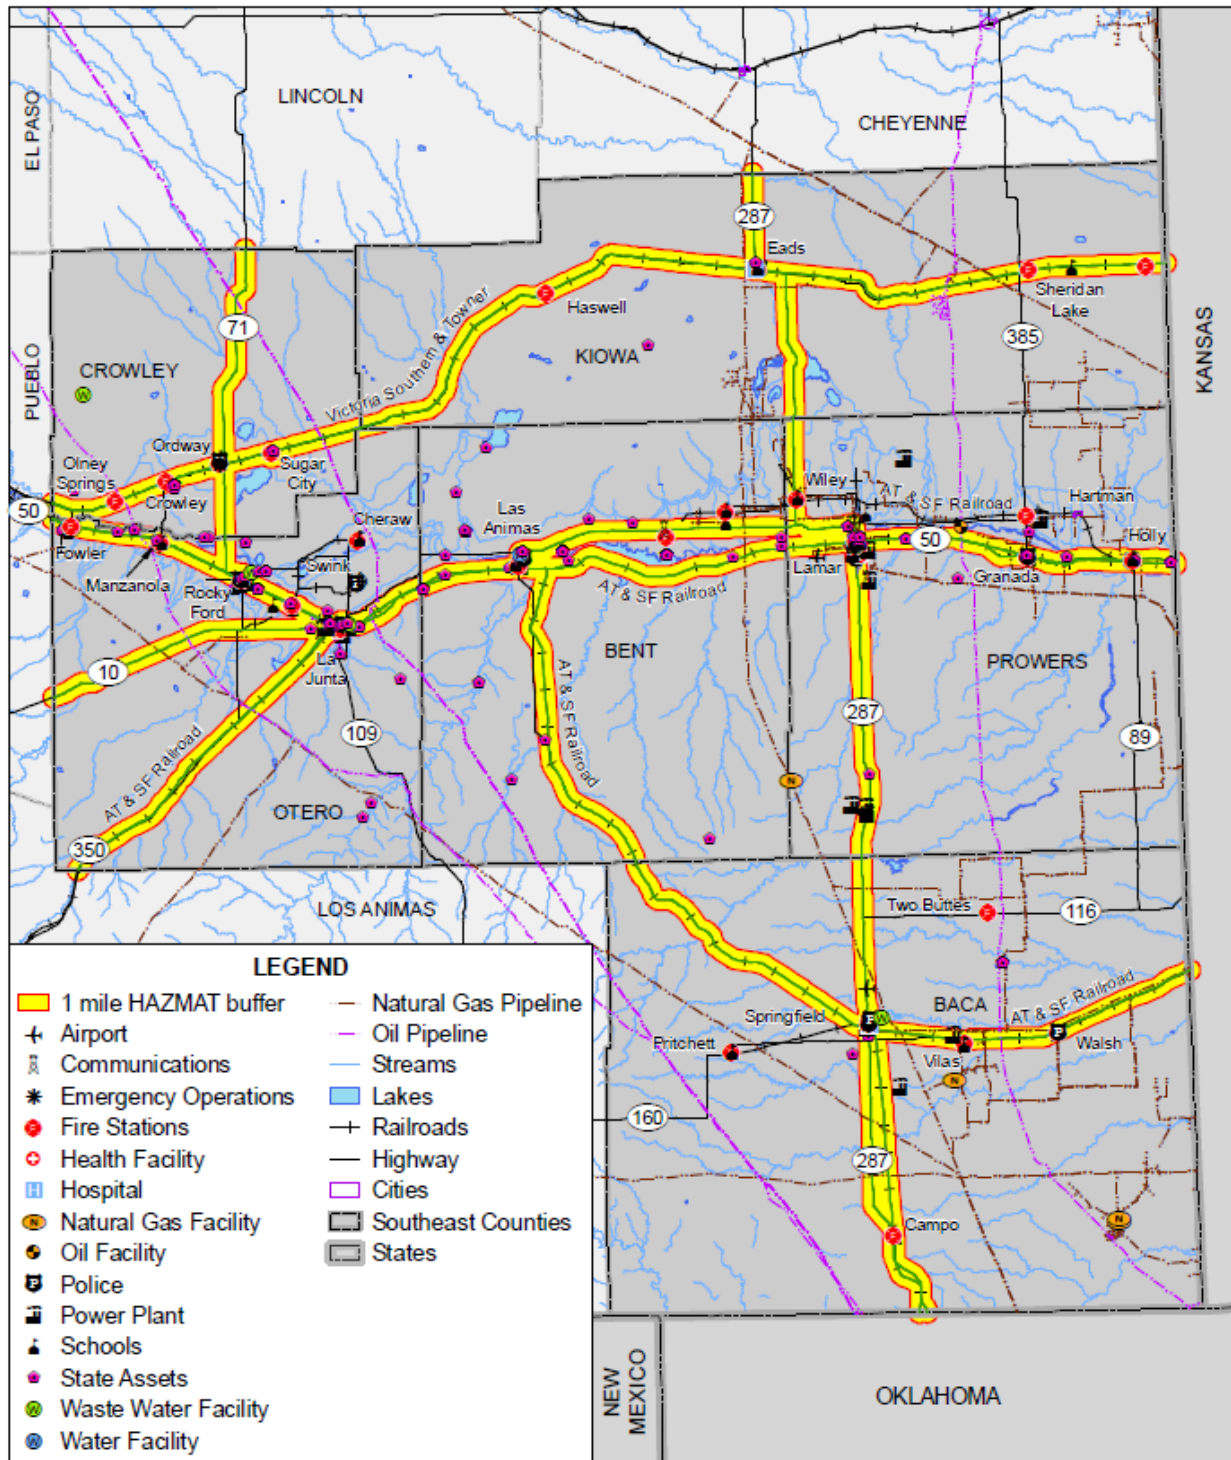 LINCOLN
EL PASO
CHEYENNE
287
Eads
Sheridan
Lake
Haswell
KIOWA
385
KANSAS
71
Victoria Southern & Towner
PUEBLO
CROWLEY
Ordway
Olney
Springs
Crowley
Sugar
City
50
Fowler
Manzanola
Cheraw
Swink
Rocky
Ford
Las
Animas
Wiley
AT & SF Railroad
Hartman
50
Holly
Lamar
Granada
AT & SF Railroad
La
Junta
10
BENT
PROWERS
109
AT & SF Railroad
287
89
AT & SF Railroad
OTERO
350
LOS ANIMAS
Two Buttes
116
BACA
AT & SF Railroad
Springfield
Pritchett
Vilas
Walsh
160
287
Campo
NEW
MEXICO
OKLAHOMA
LEGEND
1 mile HAZMAT buffer
Airport
Communications
Emergency Operations
Fire Stations
Health Facility
Hospital
Natural Gas Facility
Oil Facility
Police
Power Plant
Schools
State Assets
Waste Water Facility
Water Facility
Natural Gas Pipeline
Oil Pipeline
Streams
Lakes
Railroads
Highway
Cities
Southeast Counties
States